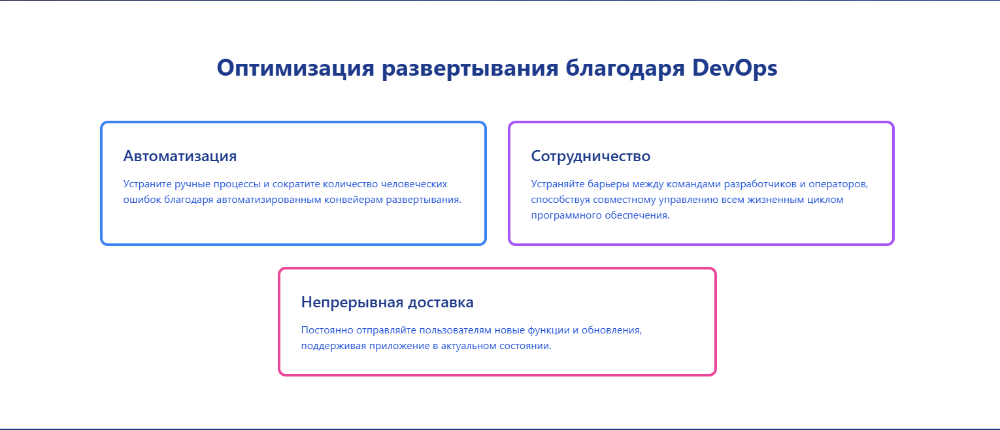 Оптимизация развертывания благодаря DevOps
Автоматизация
Устраните ручные процессы и сократите количество человеческих
ошибок благодаря автоматизированным конвейерам развертывания.
Сотрудничество
Устраняйте барьеры между командами разработчиков и операторов,
способствуя совместному управлению всем жизненным циклом
программного обеспечения.
Непрерывная доставка
Постоянно отправляйте пользователям новые функции и обновления,
поддерживая приложение в актуальном состоянии.